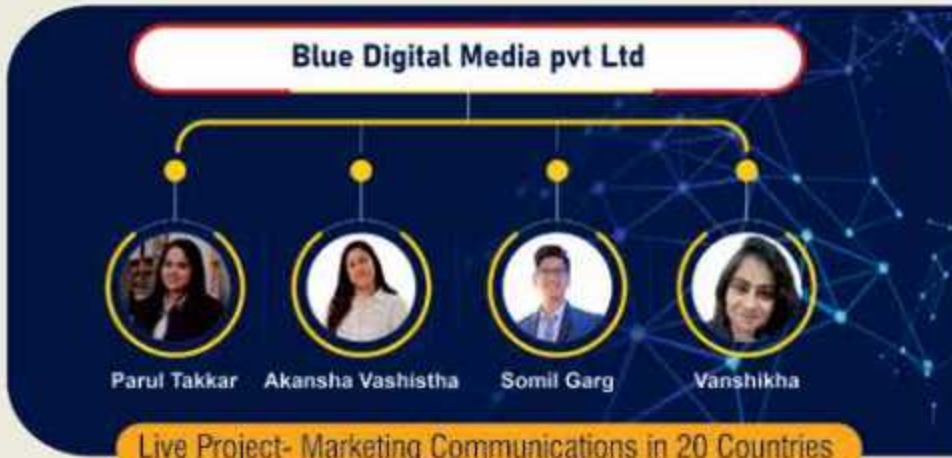 Blue Digital Media pvt Ltd
Parul Takkar Akansha Vashistha Somil Garg Vanshikha
Live Project- Marketing Communications in 20 Countries